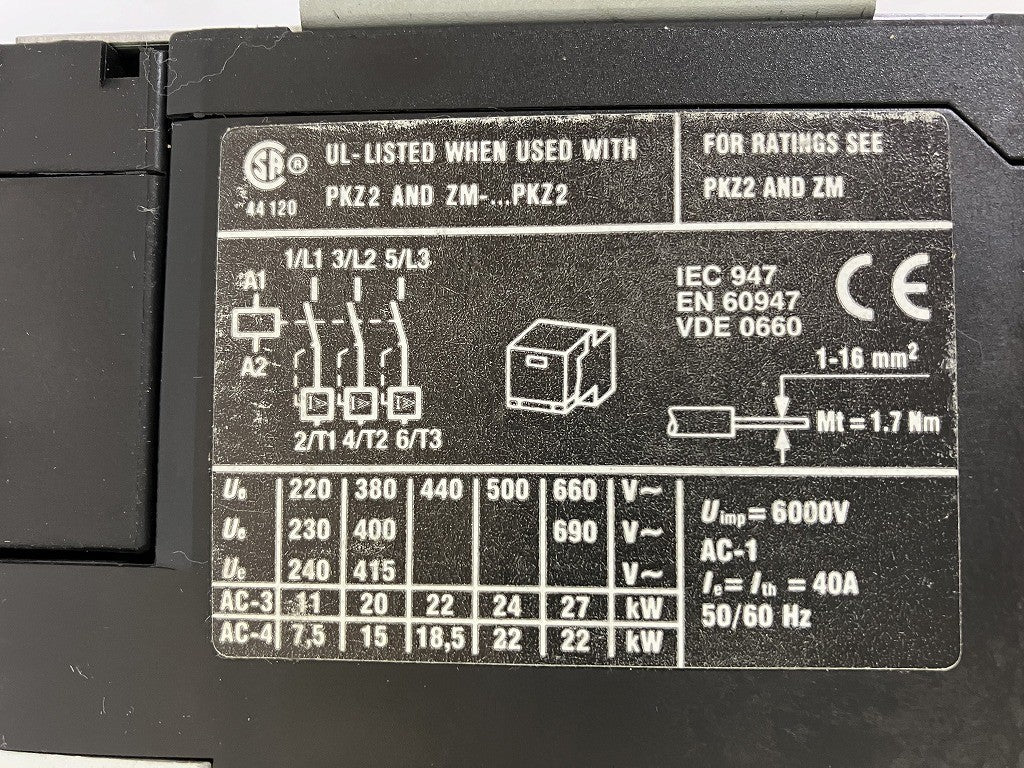 SA ® UL-LISTED WHEN USED WITH
44 120 PKZ2 AND ZM-...PKZ2
FOR RATINGS SEE
PKZ2 AND ZM
1/L1 3/L2 5/L3
A1
A2
2/T1 4/T2 6/T3
IEC 947
EN 60947
VDE 0660
CE
1-16 mm²
Mt = 1.7 Nm
Ue 220 380 440 500 660 V~
Ue 230 400 690 V~
Ue 240 415 V~
AC-3 11 20 22 24 27 kW
AC-4 7,5 15 18,5 22 22 kW
Uimp = 6000V
AC-1
Ie = Ith = 40A
50/60 Hz